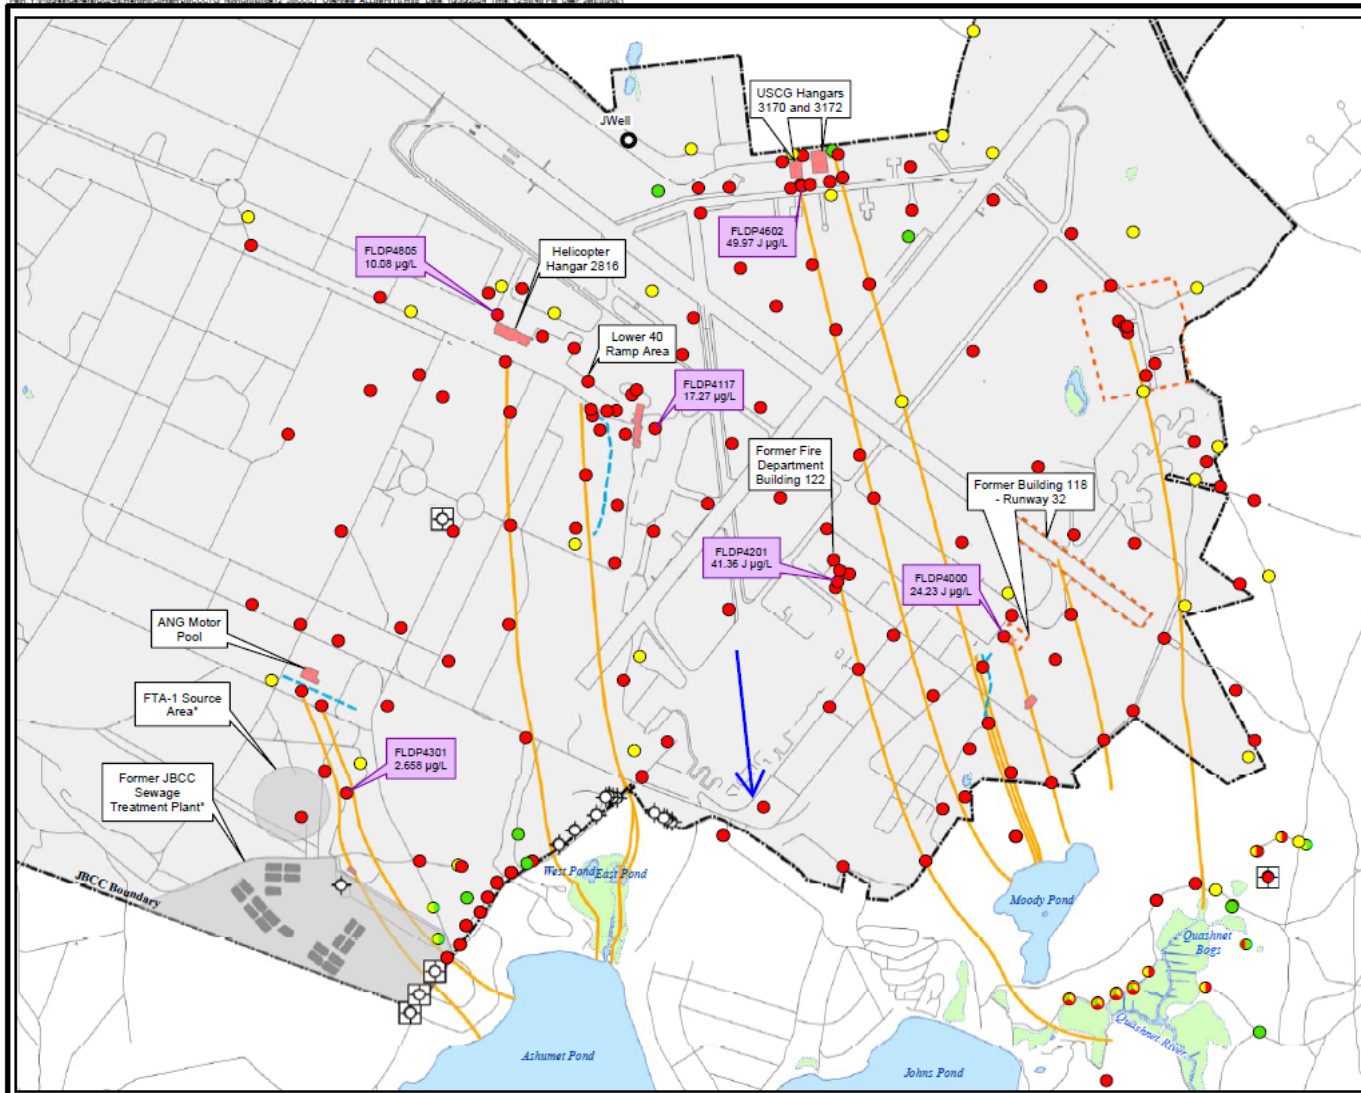 USCG Hangars
3170 and 3172
JWell
FLDP4602
49.97 J µg/L
FLDP4805
10.08 µg/L
Helicopter
Hangar 2816
Lower 40
Ramp Area
FLDP4117
17.27 µg/L
Former Fire
Department
Building 122
Former Building 118
- Runway 32
FLDP4201
41.36 J µg/L
FLDP4000
24.23 J µg/L
ANG Motor
Pool
FTA-1 Source
Area*
FLDP4301
2.658 µg/L
Former JBCC
Sewage
Treatment Plant*
JBCC Boundary
West Pond
East Pond
Moody Pond
Quashnet
Bogs
Quashnet River
Ashumet Pond
Johns Pond